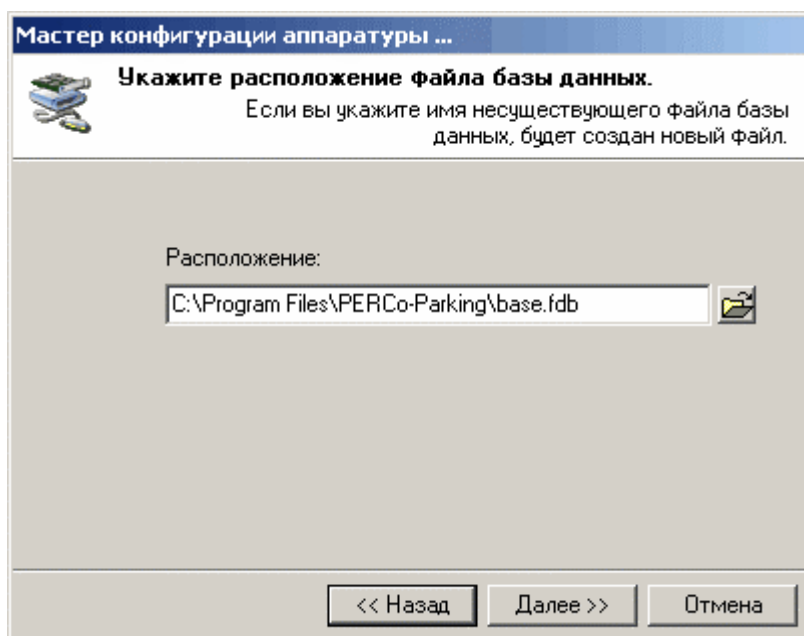 Мастер конфигурации аппаратуры ...
Укажите расположение файла базы данных.
Если вы укажите имя несуществующего файла базы
данных, будет создан новый файл.
Расположение:
C:\Program Files\PERCo-Parking\base.fdb
<< Назад
Далее >>
Отмена